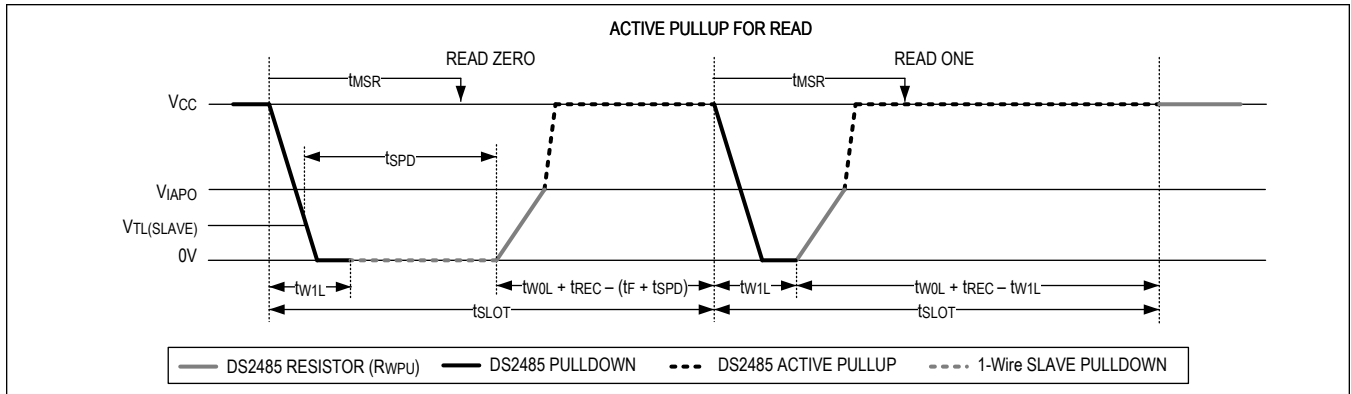 ACTIVE PULLUP FOR READ
READ ZERO
READ ONE
tMSR
tMSR
VCC
tSPD
VIAPO
VTL(SLAVE)
0V
tW1L
tW0L + tREC – (tF + tSPD)
tW1L
tW0L + tREC – tW1L
tSLOT
tSLOT
DS2485 RESISTOR (RWPU)
DS2485 PULLDOWN
DS2485 ACTIVE PULLUP
1-Wire SLAVE PULLDOWN